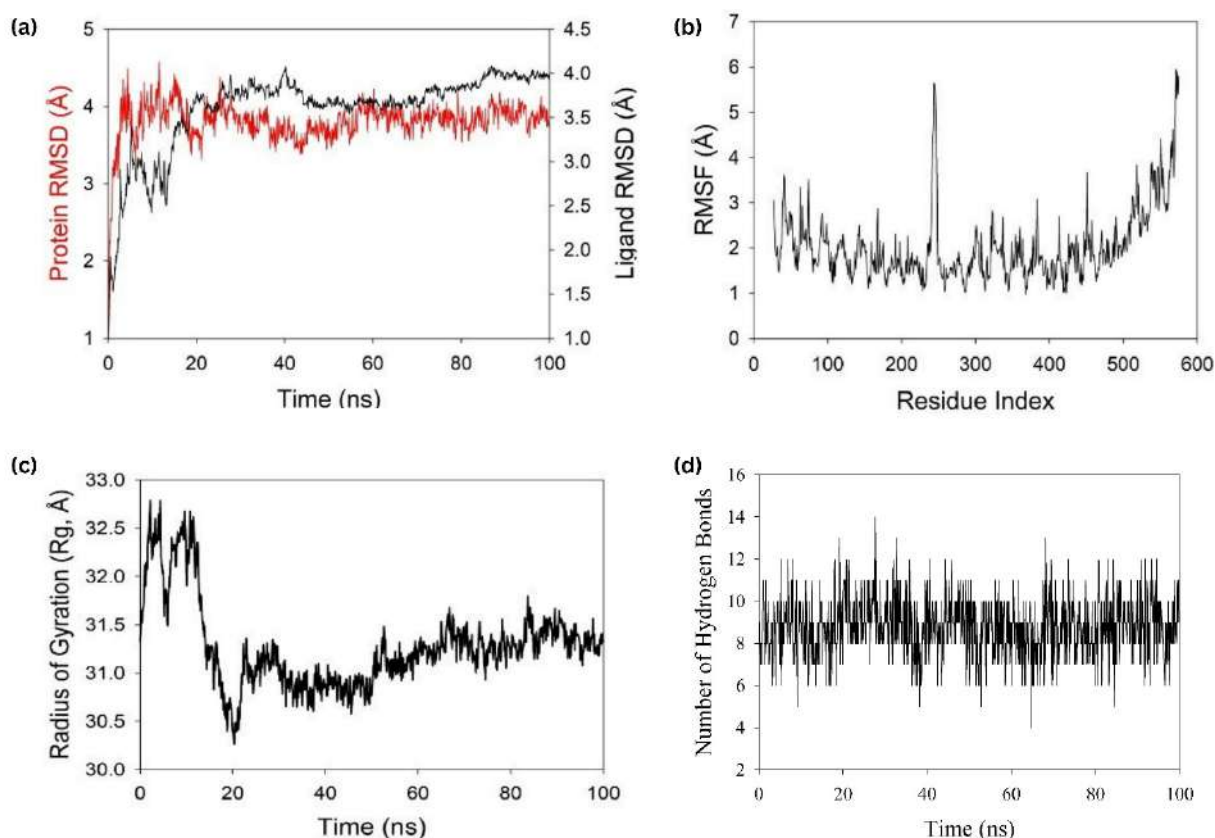 (a)
5
4
3
2
1
Protein RMSD (Å)
4.5
4.0
3.5
3.0
2.5
2.0
1.5
1.0
Ligand RMSD (Å)
0 20 40 60 80 100
Time (ns)
(b)
7
6
5
4
3
2
1
0
RMSF (Å)
0 100 200 300 400 500 600
Residue Index
(c)
33.0
32.5
32.0
31.5
31.0
30.5
30.0
Radius of Gyration (Rg, Å)
0 20 40 60 80 100
Time (ns)
(d)
16
14
12
10
8
6
4
2
Number of Hydrogen Bonds
0 20 40 60 80 100
Time (ns)